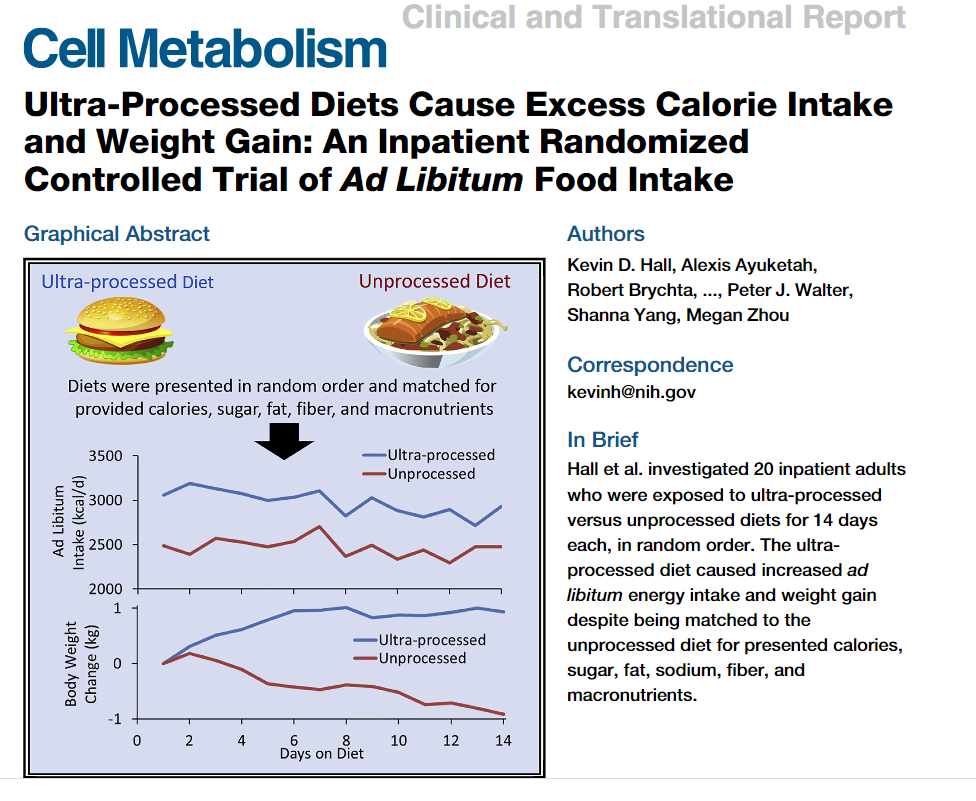 Clinical and Translational Report
Cell Metabolism
Ultra-Processed Diets Cause Excess Calorie Intake
and Weight Gain: An Inpatient Randomized
Controlled Trial of Ad Libitum Food Intake
Graphical Abstract
Ultra-processed Diet
Unprocessed Diet
Diets were presented in random order and matched for
provided calories, sugar, fat, fiber, and macronutrients
Ad Libitum
Intake (kcal/d)
3500
3000
2500
2000
Ultra-processed
Unprocessed
Body Weight
Change (kg)
1
0
-1
Ultra-processed
Unprocessed
0 2 4 6 8 10 12 14
Days on Diet
Authors
Kevin D. Hall, Alexis Ayuketah,
Robert Brychta, ..., Peter J. Walter,
Shanna Yang, Megan Zhou
Correspondence
kevinh@nih.gov
In Brief
Hall et al. investigated 20 inpatient adults
who were exposed to ultra-processed
versus unprocessed diets for 14 days
each, in random order. The ultra-
processed diet caused increased ad
libitum energy intake and weight gain
despite being matched to the
unprocessed diet for presented calories,
sugar, fat, sodium, fiber, and
macronutrients.